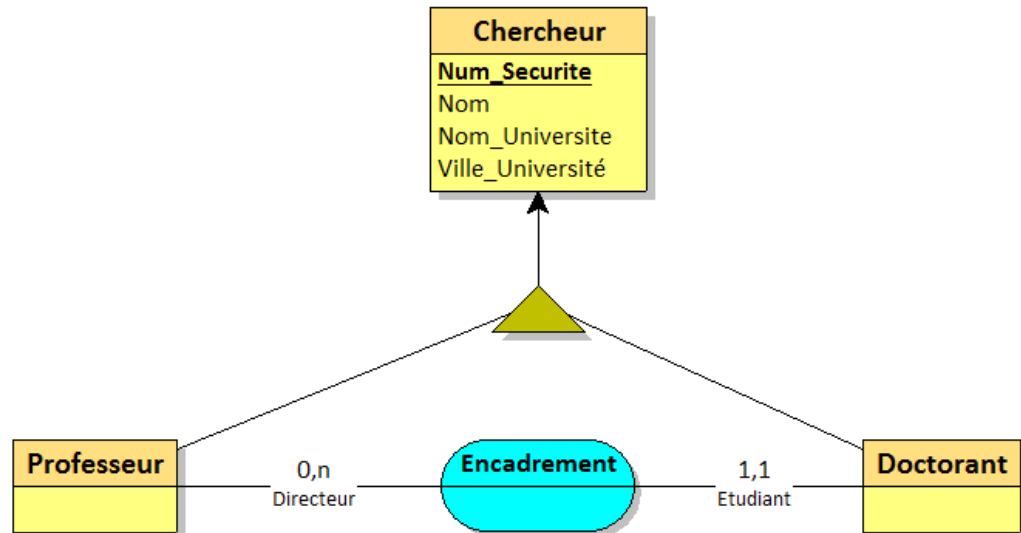 Chercheur
Num_Securite
Nom
Nom_Universite
Ville_Université
Professeur
0,n
Directeur
Encadrement
1,1
Etudiant
Doctorant